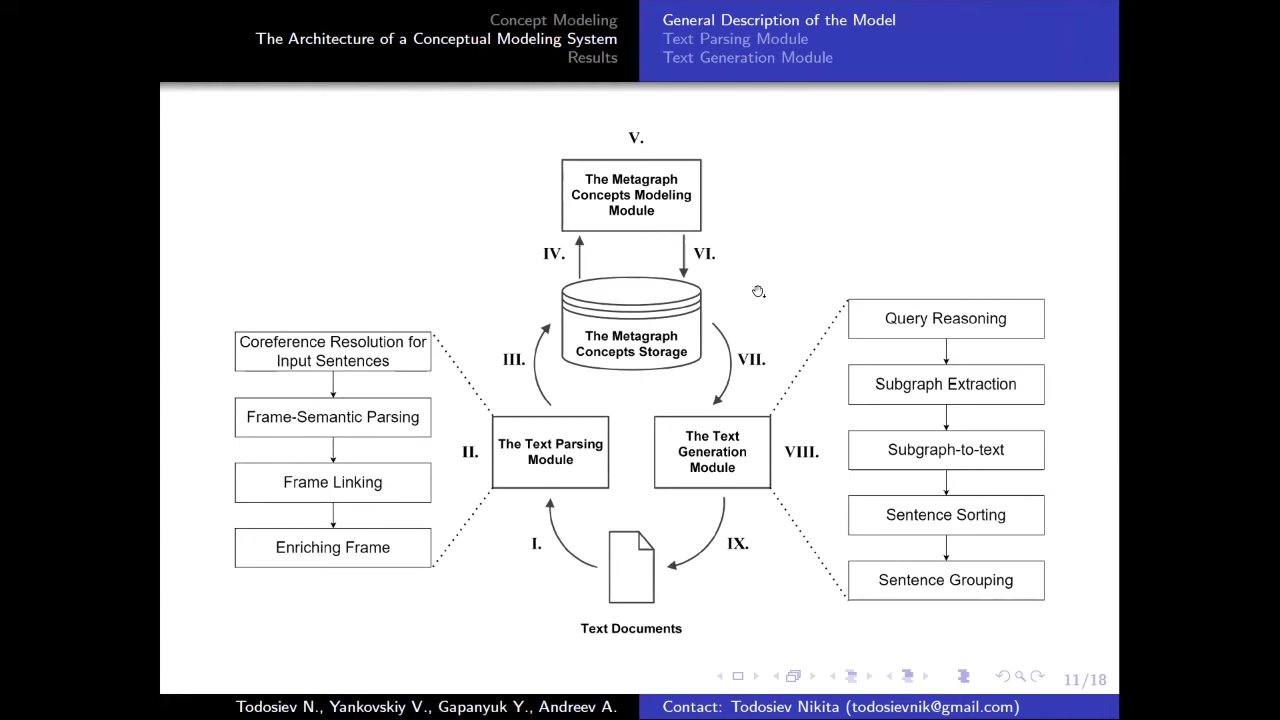 Concept Modeling
The Architecture of a Conceptual Modeling System
Results
General Description of the Model
Text Parsing Module
Text Generation Module
V.
The Metagraph
Concepts Modeling
Module
IV.
VI.
The Metagraph
Concepts Storage
III.
VII.
Coreference Resolution for
Input Sentences
Frame-Semantic Parsing
Frame Linking
Enriching Frame
II.
The Text Parsing
Module
The Text
Generation
Module
VIII.
Query Reasoning
Subgraph Extraction
Subgraph-to-text
Sentence Sorting
Sentence Grouping
I.
IX.
Text Documents
11/18
Todosiev N., Yankovskiy V., Gapanyuk Y., Andreev A.
Contact: Todosiev Nikita (todosievnik@gmail.com)